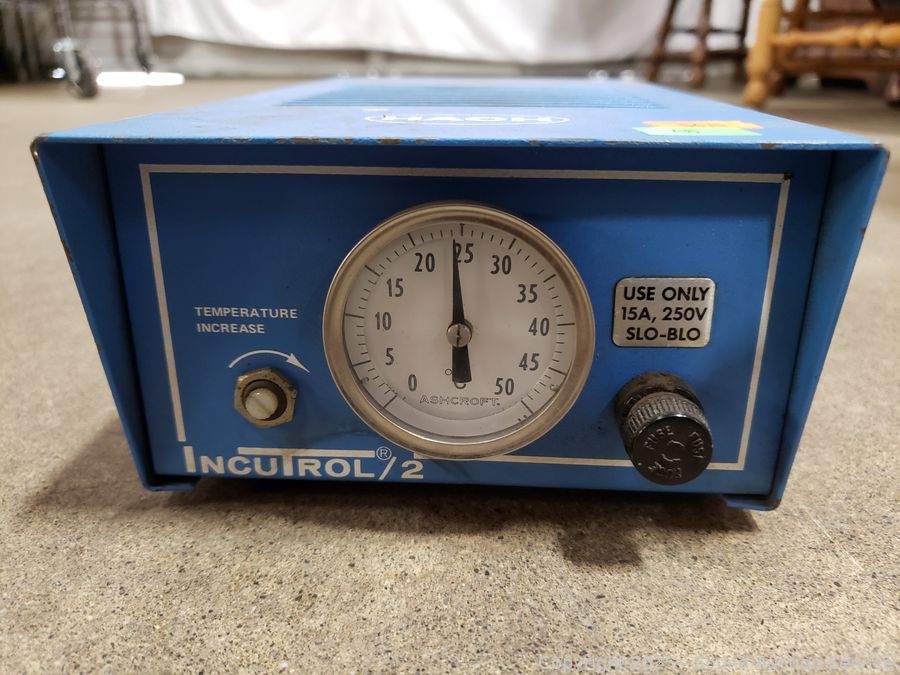 HACH
TEMPERATURE
INCREASE
0
5
10
15
20
25
30
35
40
45
50
ASHCROFT.
USE ONLY
15A, 250V
SLO-BLO
FUSE
INCUTROL®/2